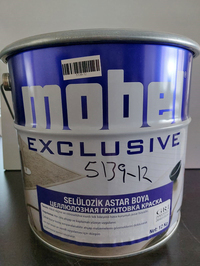 mobel
EXCLUSIVE
5139-12
SELÜLOZİK ASTAR BOYA
ЦЕЛЛЮЛОЗНАЯ ГРУНТОВКА КРАСКА